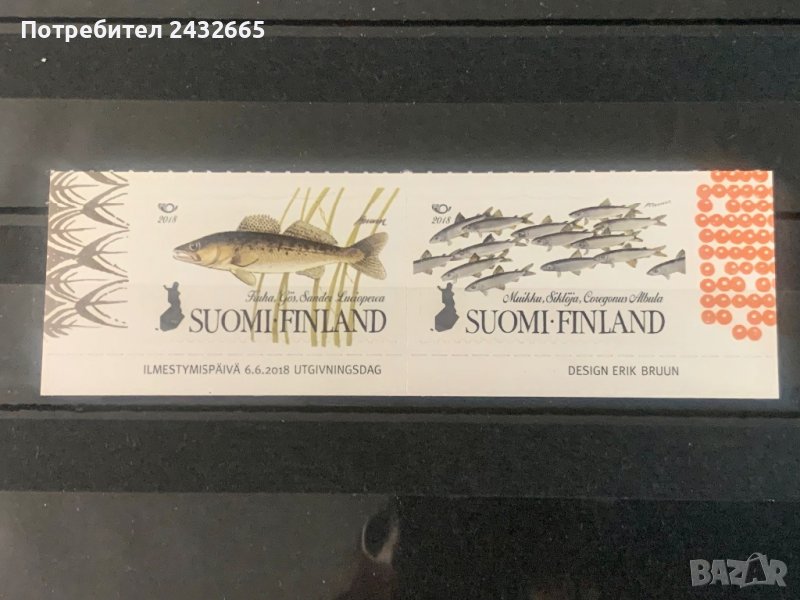 Потребител 2432665
2018
Kuha, Gös, Sander Lucioperca
SUOMI·FINLAND
2018
Muikku, Siklöja, Coregonus Albula
SUOMI·FINLAND
ILMESTYMISPÄIVÄ 6.6.2018 UTGIVNINGSDAG
DESIGN ERIK BRUUN
BAZAR